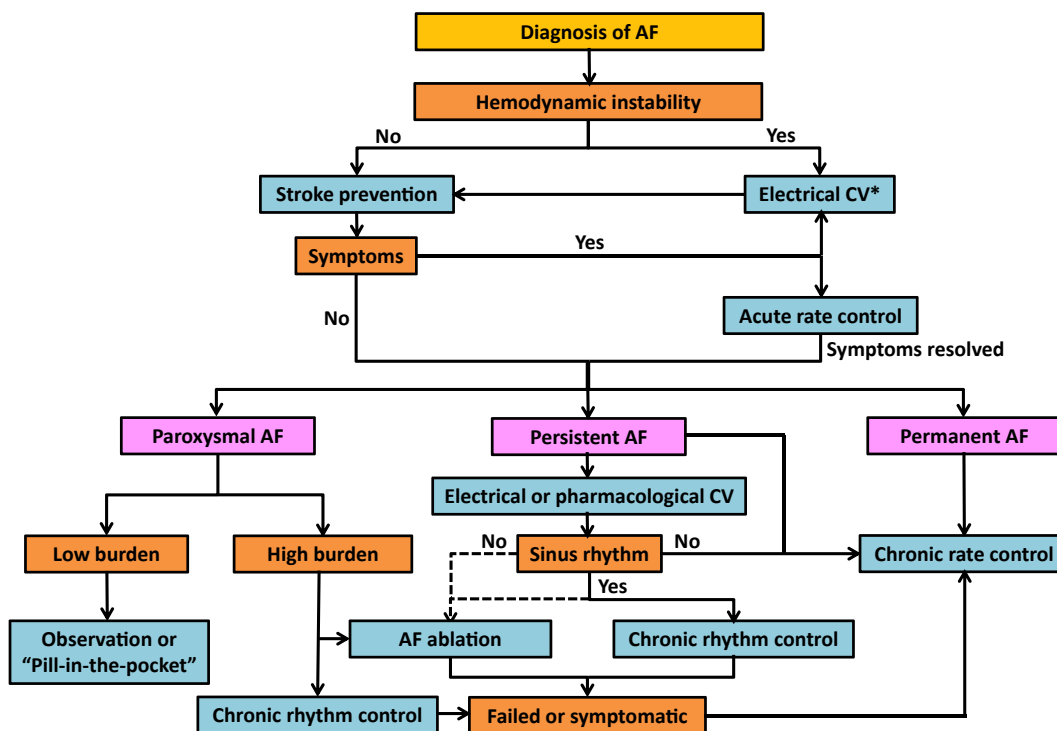 Diagnosis of AF
Hemodynamic instability
No
Yes
Stroke prevention
Electrical CV*
Yes
Symptoms
No
Acute rate control
Symptoms resolved
Paroxysmal AF
Persistent AF
Permanent AF
Electrical or pharmacological CV
Low burden
High burden
No
Sinus rhythm
No
Chronic rate control
Yes
Observation or
“Pill-in-the-pocket”
AF ablation
Chronic rhythm control
Chronic rhythm control
Failed or symptomatic